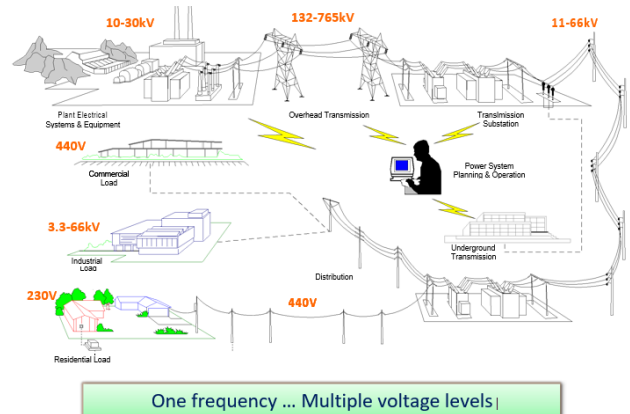 10-30kV
132-765kV
11-66kV
Plant Electrical
Systems & Equipment
Overhead Transmission
Transmission
Substation
440V
Commercial
Load
Power System
Planning & Operation
3.3-66kV
Industrial
Load
Underground
Transmission
Distribution
230V
440V
Residential Load
One frequency ... Multiple voltage levels